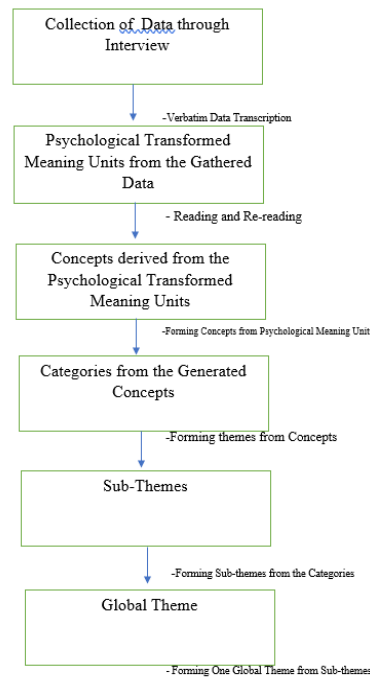 Collection of Data through
Interview
-Verbatim Data Transcription
Psychological Transformed
Meaning Units from the Gathered
Data
- Reading and Re-reading
Concepts derived from the
Psychological Transformed
Meaning Units
-Forming Concepts from Psychological Meaning Unit
Categories from the Generated
Concepts
-Forming themes from Concepts
Sub-Themes
-Forming Sub-themes from the Categories
Global Theme
- Forming One Global Theme from Sub-themes